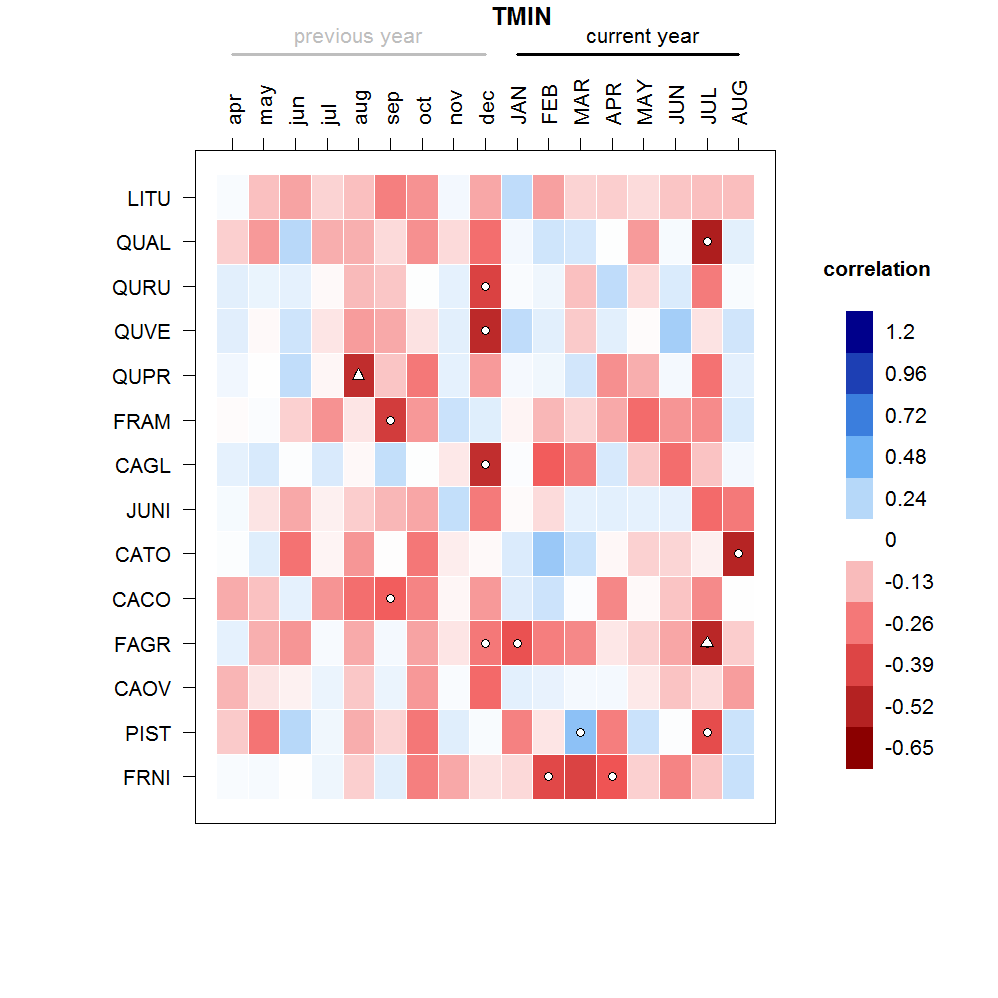 TMIN
previous year
current year
apr
may
jun
jul
aug
sep
oct
nov
dec
JAN
FEB
MAR
APR
MAY
JUN
JUL
AUG
LITU
QUAL
QURU
QUVE
QUPR
FRAM
CAGL
JUNI
CATO
CACO
FAGR
CAOV
PIST
FRNI
correlation
1.2
0.96
0.72
0.48
0.24
0
-0.13
-0.26
-0.39
-0.52
-0.65